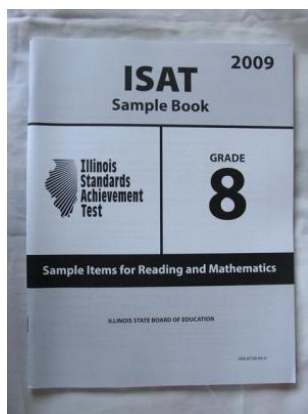 2009
ISAT
Sample Book
Illinois
Standards
Achievement
Test
GRADE
8
Sample Items for Reading and Mathematics
ILLINOIS STATE BOARD OF EDUCATION